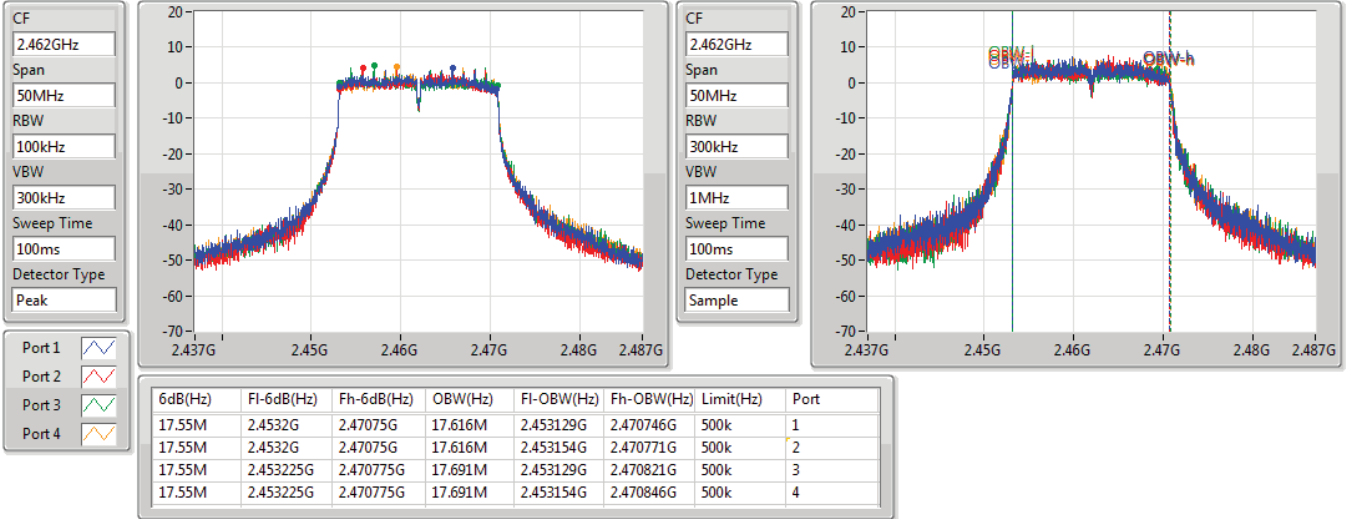 CF
2.462GHz
Span
50MHz
RBW
100kHz
VBW
300kHz
Sweep Time
100ms
Detector Type
Peak
20
10
0
-10
-20
-30
-40
-50
-60
-70
2.437G 2.45G 2.46G 2.47G 2.48G 2.487G
CF
2.462GHz
Span
50MHz
RBW
300kHz
VBW
1MHz
Sweep Time
100ms
Detector Type
Sample
20
10
0
-10
-20
-30
-40
-50
-60
-70
OBW-l OBW-h
2.437G 2.45G 2.46G 2.47G 2.48G 2.487G
Port 1
Port 2
Port 3
Port 4
6dB(Hz) Fl-6dB(Hz) Fh-6dB(Hz) OBW(Hz) Fl-OBW(Hz) Fh-OBW(Hz) Limit(Hz) Port
17.55M 2.4532G 2.47075G 17.616M 2.453129G 2.470746G 500k 1
17.55M 2.4532G 2.47075G 17.616M 2.453154G 2.470771G 500k 2
17.55M 2.453225G 2.470775G 17.691M 2.453129G 2.470821G 500k 3
17.55M 2.453225G 2.470775G 17.691M 2.453154G 2.470846G 500k 4